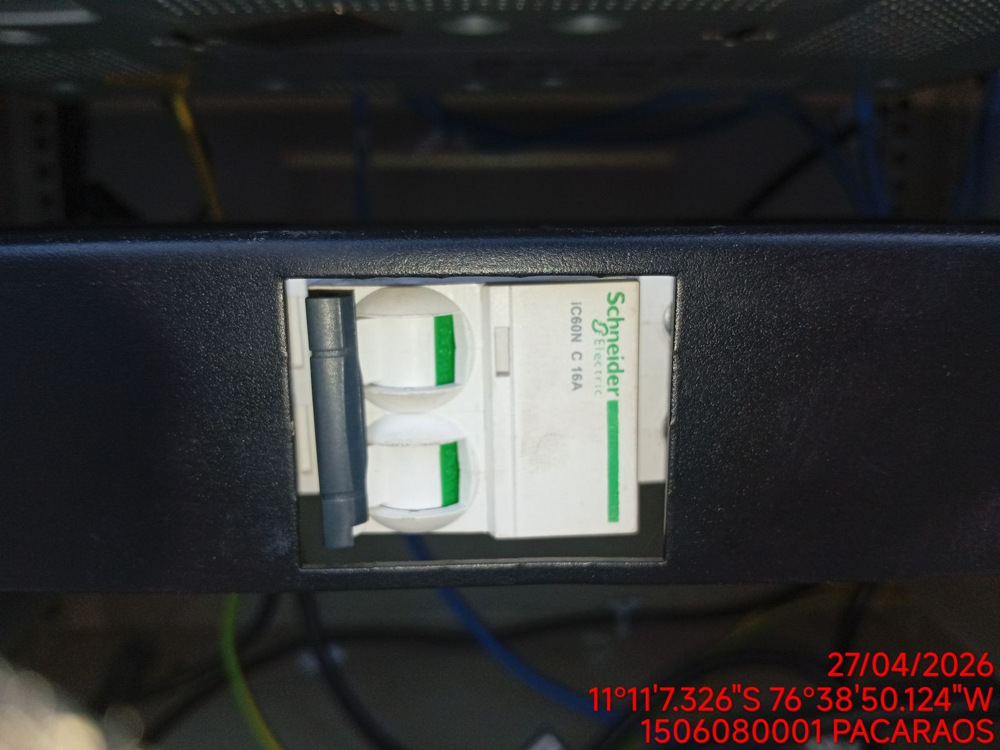 Schneider
Electric
iC60N C 16A
27/04/2026
11°11'7.326"S 76°38'50.124"W
1506080001 PACARAOS